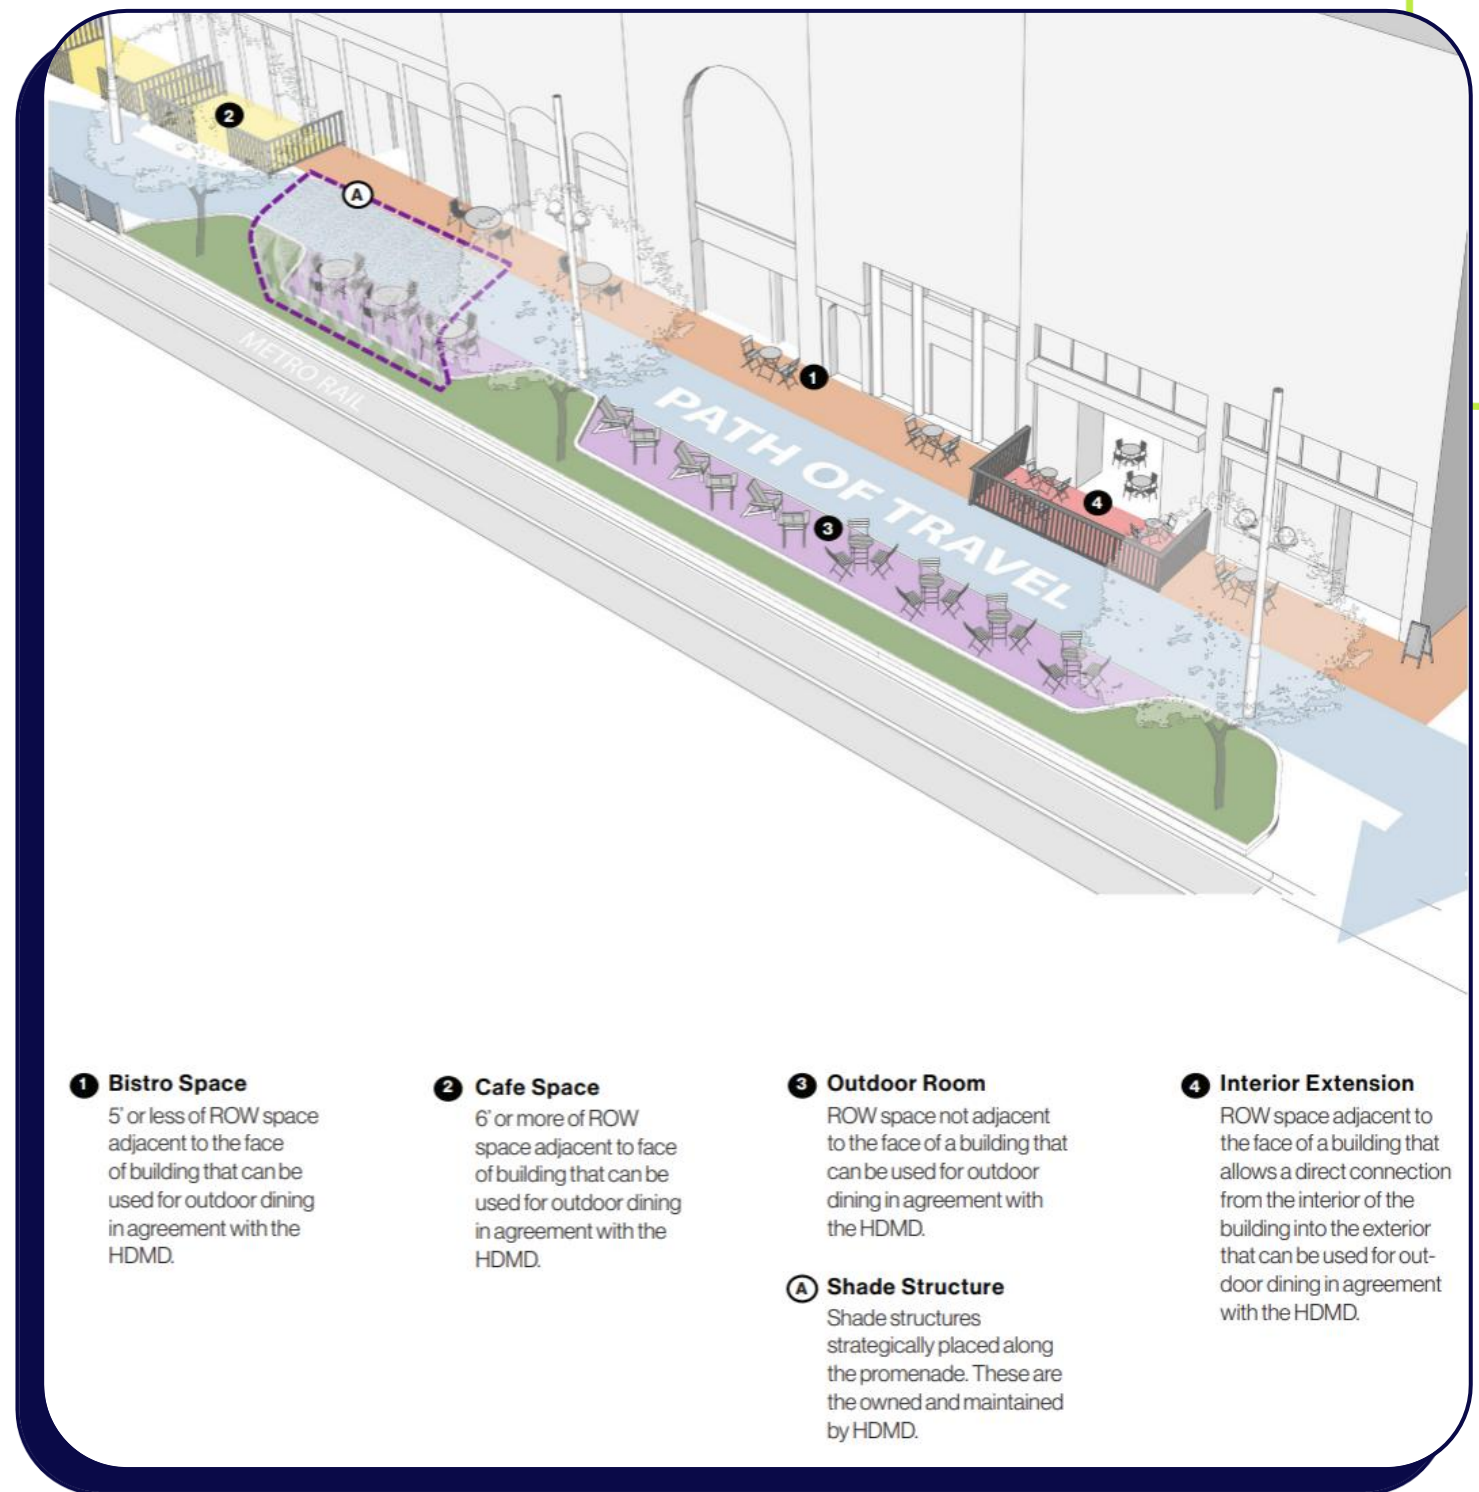 2
A
METRO RAIL
1
PATH OF TRAVEL
4
3
1 Bistro Space
5' or less of ROW space
adjacent to the face
of building that can be
used for outdoor dining
in agreement with the
HDMD.
2 Cafe Space
6' or more of ROW
space adjacent to face
of building that can be
used for outdoor dining
in agreement with the
HDMD.
3 Outdoor Room
ROW space not adjacent
to the face of a building that
can be used for outdoor
dining in agreement with
the HDMD.
A Shade Structure
Shade structures
strategically placed along
the promenade. These are
the owned and maintained
by HDMD.
4 Interior Extension
ROW space adjacent to
the face of a building that
allows a direct connection
from the interior of the
building into the exterior
that can be used for out-
door dining in agreement
with the HDMD.